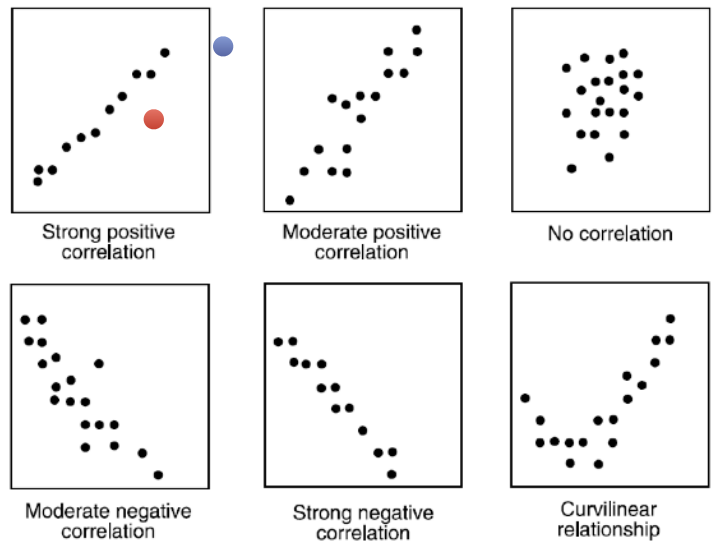 Strong positive
correlation
Moderate positive
correlation
No correlation
Moderate negative
correlation
Strong negative
correlation
Curvilinear
relationship